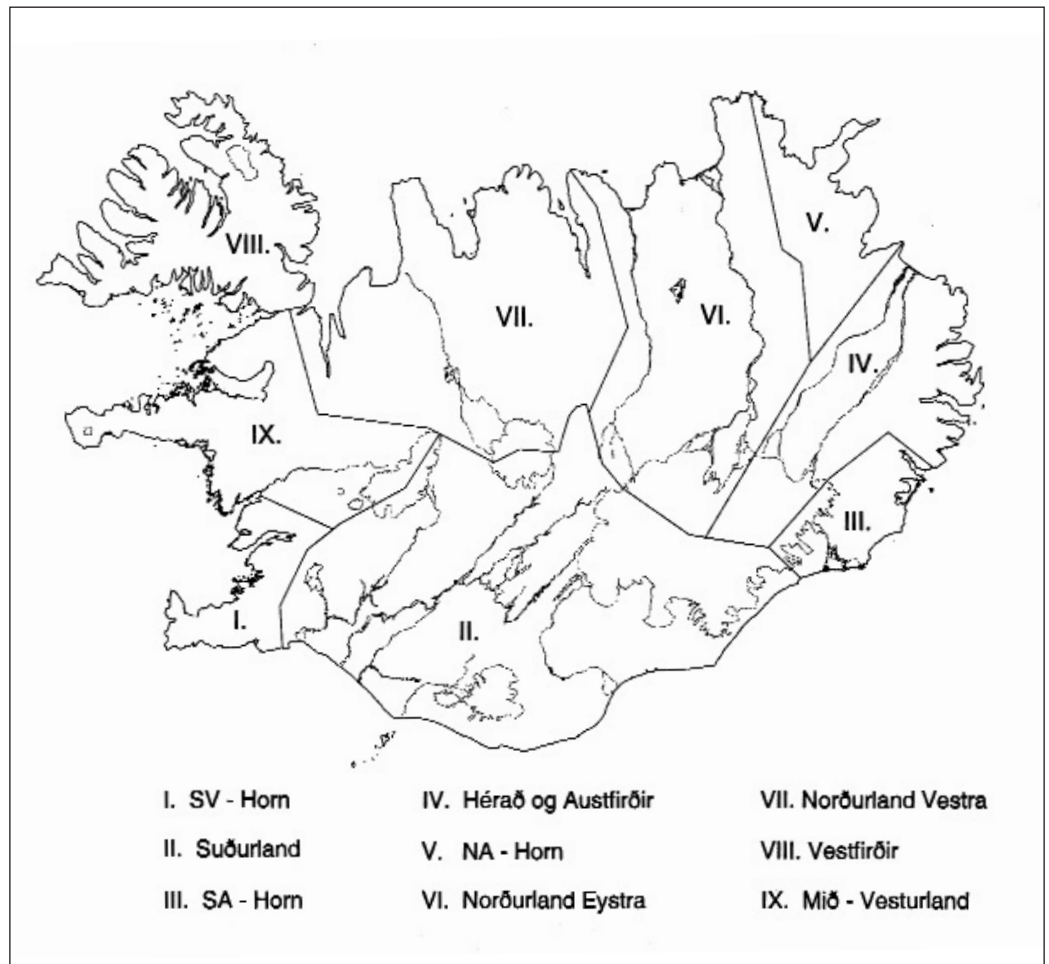 VIII.
V.
VII.
VI.
IV.
IX.
III.
I.
II.
I. SV - Horn
II. Suðurland
III. SA - Horn
IV. Hérað og Austfirðir
V. NA - Horn
VI. Norðurland Eystra
VII. Norðurland Vestra
VIII. Vestfirðir
IX. Mið - Vesturland